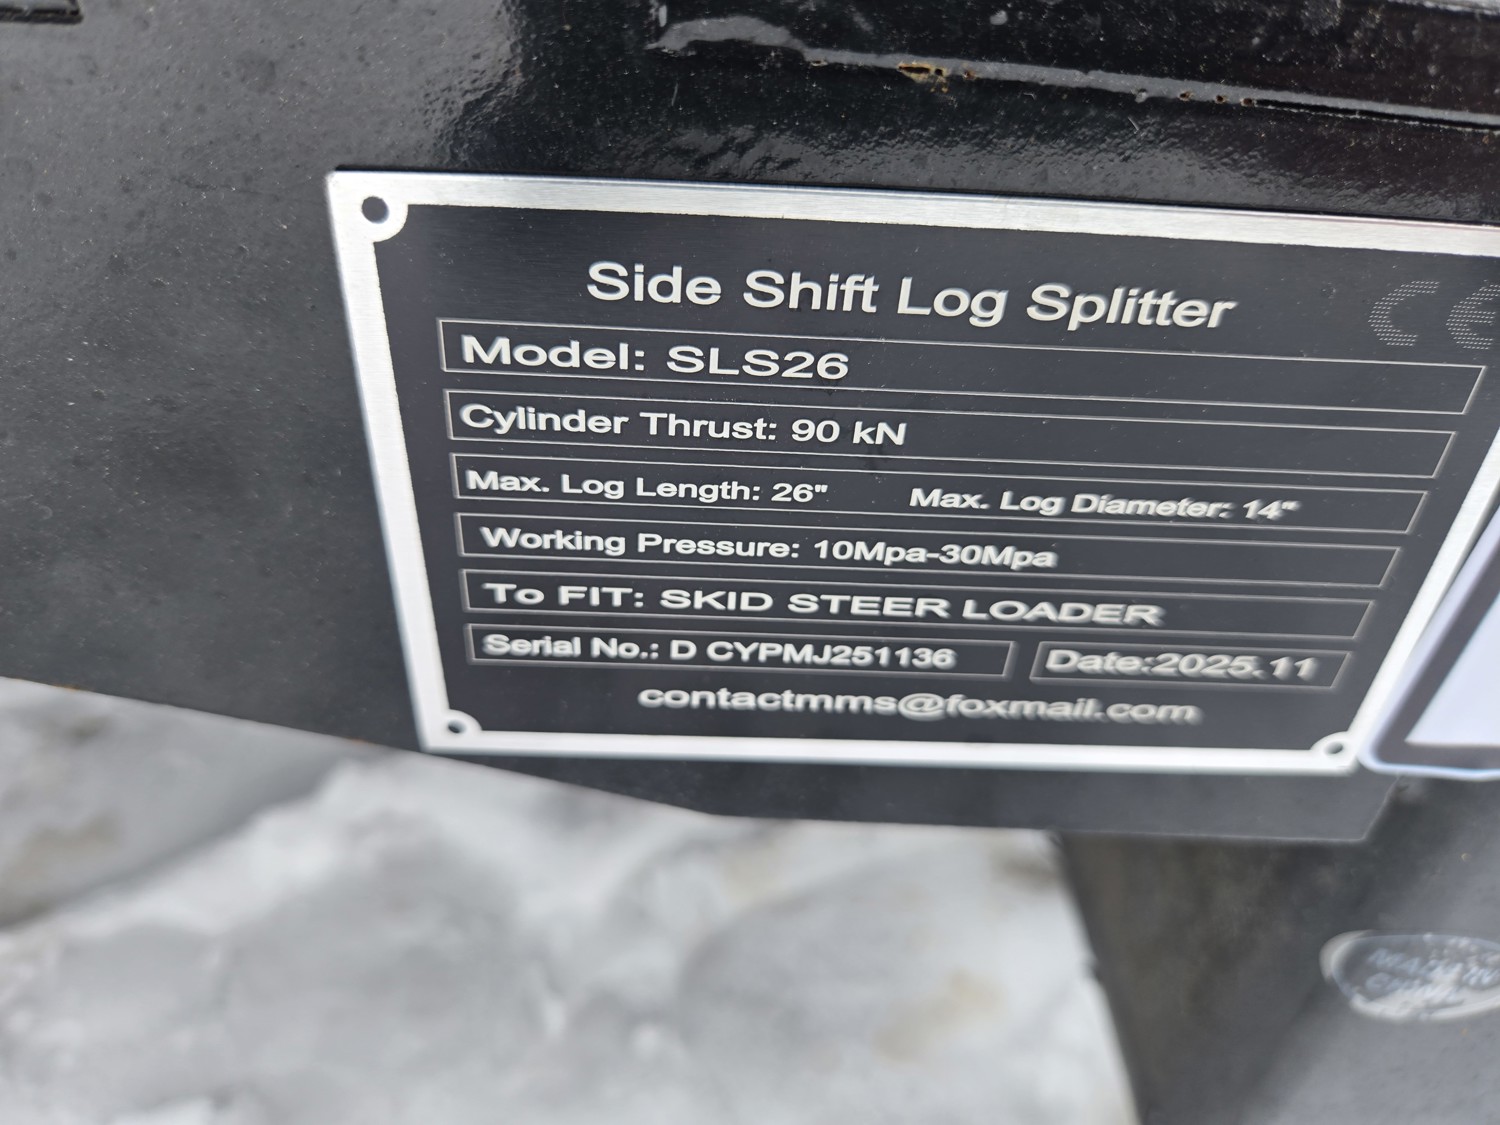 Side Shift Log Splitter
CE
Model: SLS26
Cylinder Thrust: 90 kN
Max. Log Length: 26" Max. Log Diameter: 14"
Working Pressure: 10Mpa-30Mpa
To FIT: SKID STEER LOADER
Serial No.: D CYPMJ251136 Date:2025.11
contactmms@foxmail.com